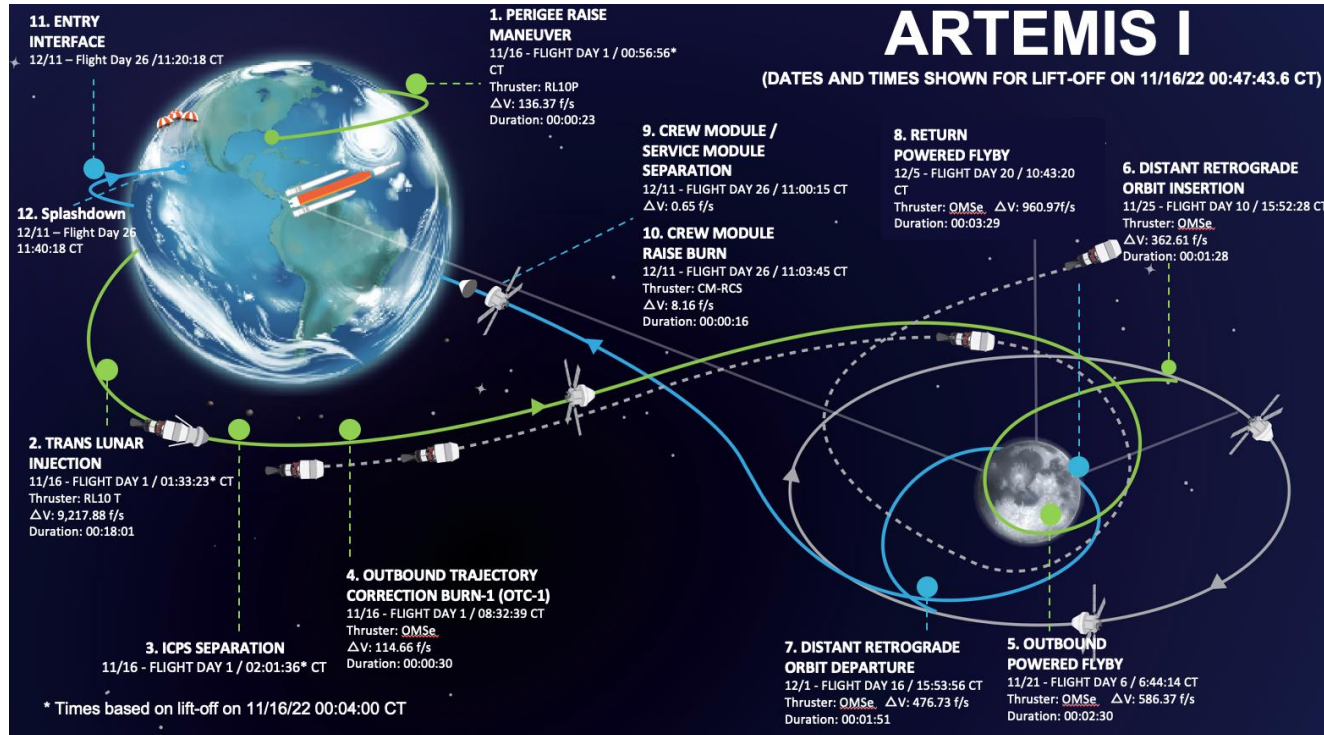 ARTEMIS I
(DATES AND TIMES SHOWN FOR LIFT-OFF ON 11/16/22 00:47:43.6 CT)
11. ENTRY
INTERFACE
12/11 – Flight Day 26 /11:20:18 CT
1. PERIGEE RAISE
MANEUVER
11/16 - FLIGHT DAY 1 / 00:56:56*
CT
Thruster: RL10P
△V: 136.37 f/s
Duration: 00:00:23
9. CREW MODULE /
SERVICE MODULE
SEPARATION
12/11 - FLIGHT DAY 26 / 11:00:15 CT
△V: 0.65 f/s
10. CREW MODULE
RAISE BURN
12/11 - FLIGHT DAY 26 / 11:03:45 CT
Thruster: CM-RCS
△V: 8.16 f/s
Duration: 00:00:16
8. RETURN
POWERED FLYBY
12/5 - FLIGHT DAY 20 / 10:43:20
CT
Thruster: OMSe △V: 960.97f/s
Duration: 00:03:29
6. DISTANT RETROGRADE
ORBIT INSERTION
11/25 - FLIGHT DAY 10 / 15:52:28 CT
Thruster: OMSe
△V: 362.61 f/s
Duration: 00:01:28
12. Splashdown
12/11 – Flight Day 26
11:40:18 CT
2. TRANS LUNAR
INJECTION
11/16 - FLIGHT DAY 1 / 01:33:23* CT
Thruster: RL10 T
△V: 9,217.88 f/s
Duration: 00:18:01
3. ICPS SEPARATION
11/16 - FLIGHT DAY 1 / 02:01:36* CT
4. OUTBOUND TRAJECTORY
CORRECTION BURN-1 (OTC-1)
11/16 - FLIGHT DAY 1 / 08:32:39 CT
Thruster: OMSe
△V: 114.66 f/s
Duration: 00:00:30
7. DISTANT RETROGRADE
ORBIT DEPARTURE
12/1 - FLIGHT DAY 16 / 15:53:56 CT
Thruster: OMSe △V: 476.73 f/s
Duration: 00:01:51
5. OUTBOUND
POWERED FLYBY
11/21 - FLIGHT DAY 6 / 6:44:14 CT
Thruster: OMSe △V: 586.37 f/s
Duration: 00:02:30
* Times based on lift-off on 11/16/22 00:04:00 CT